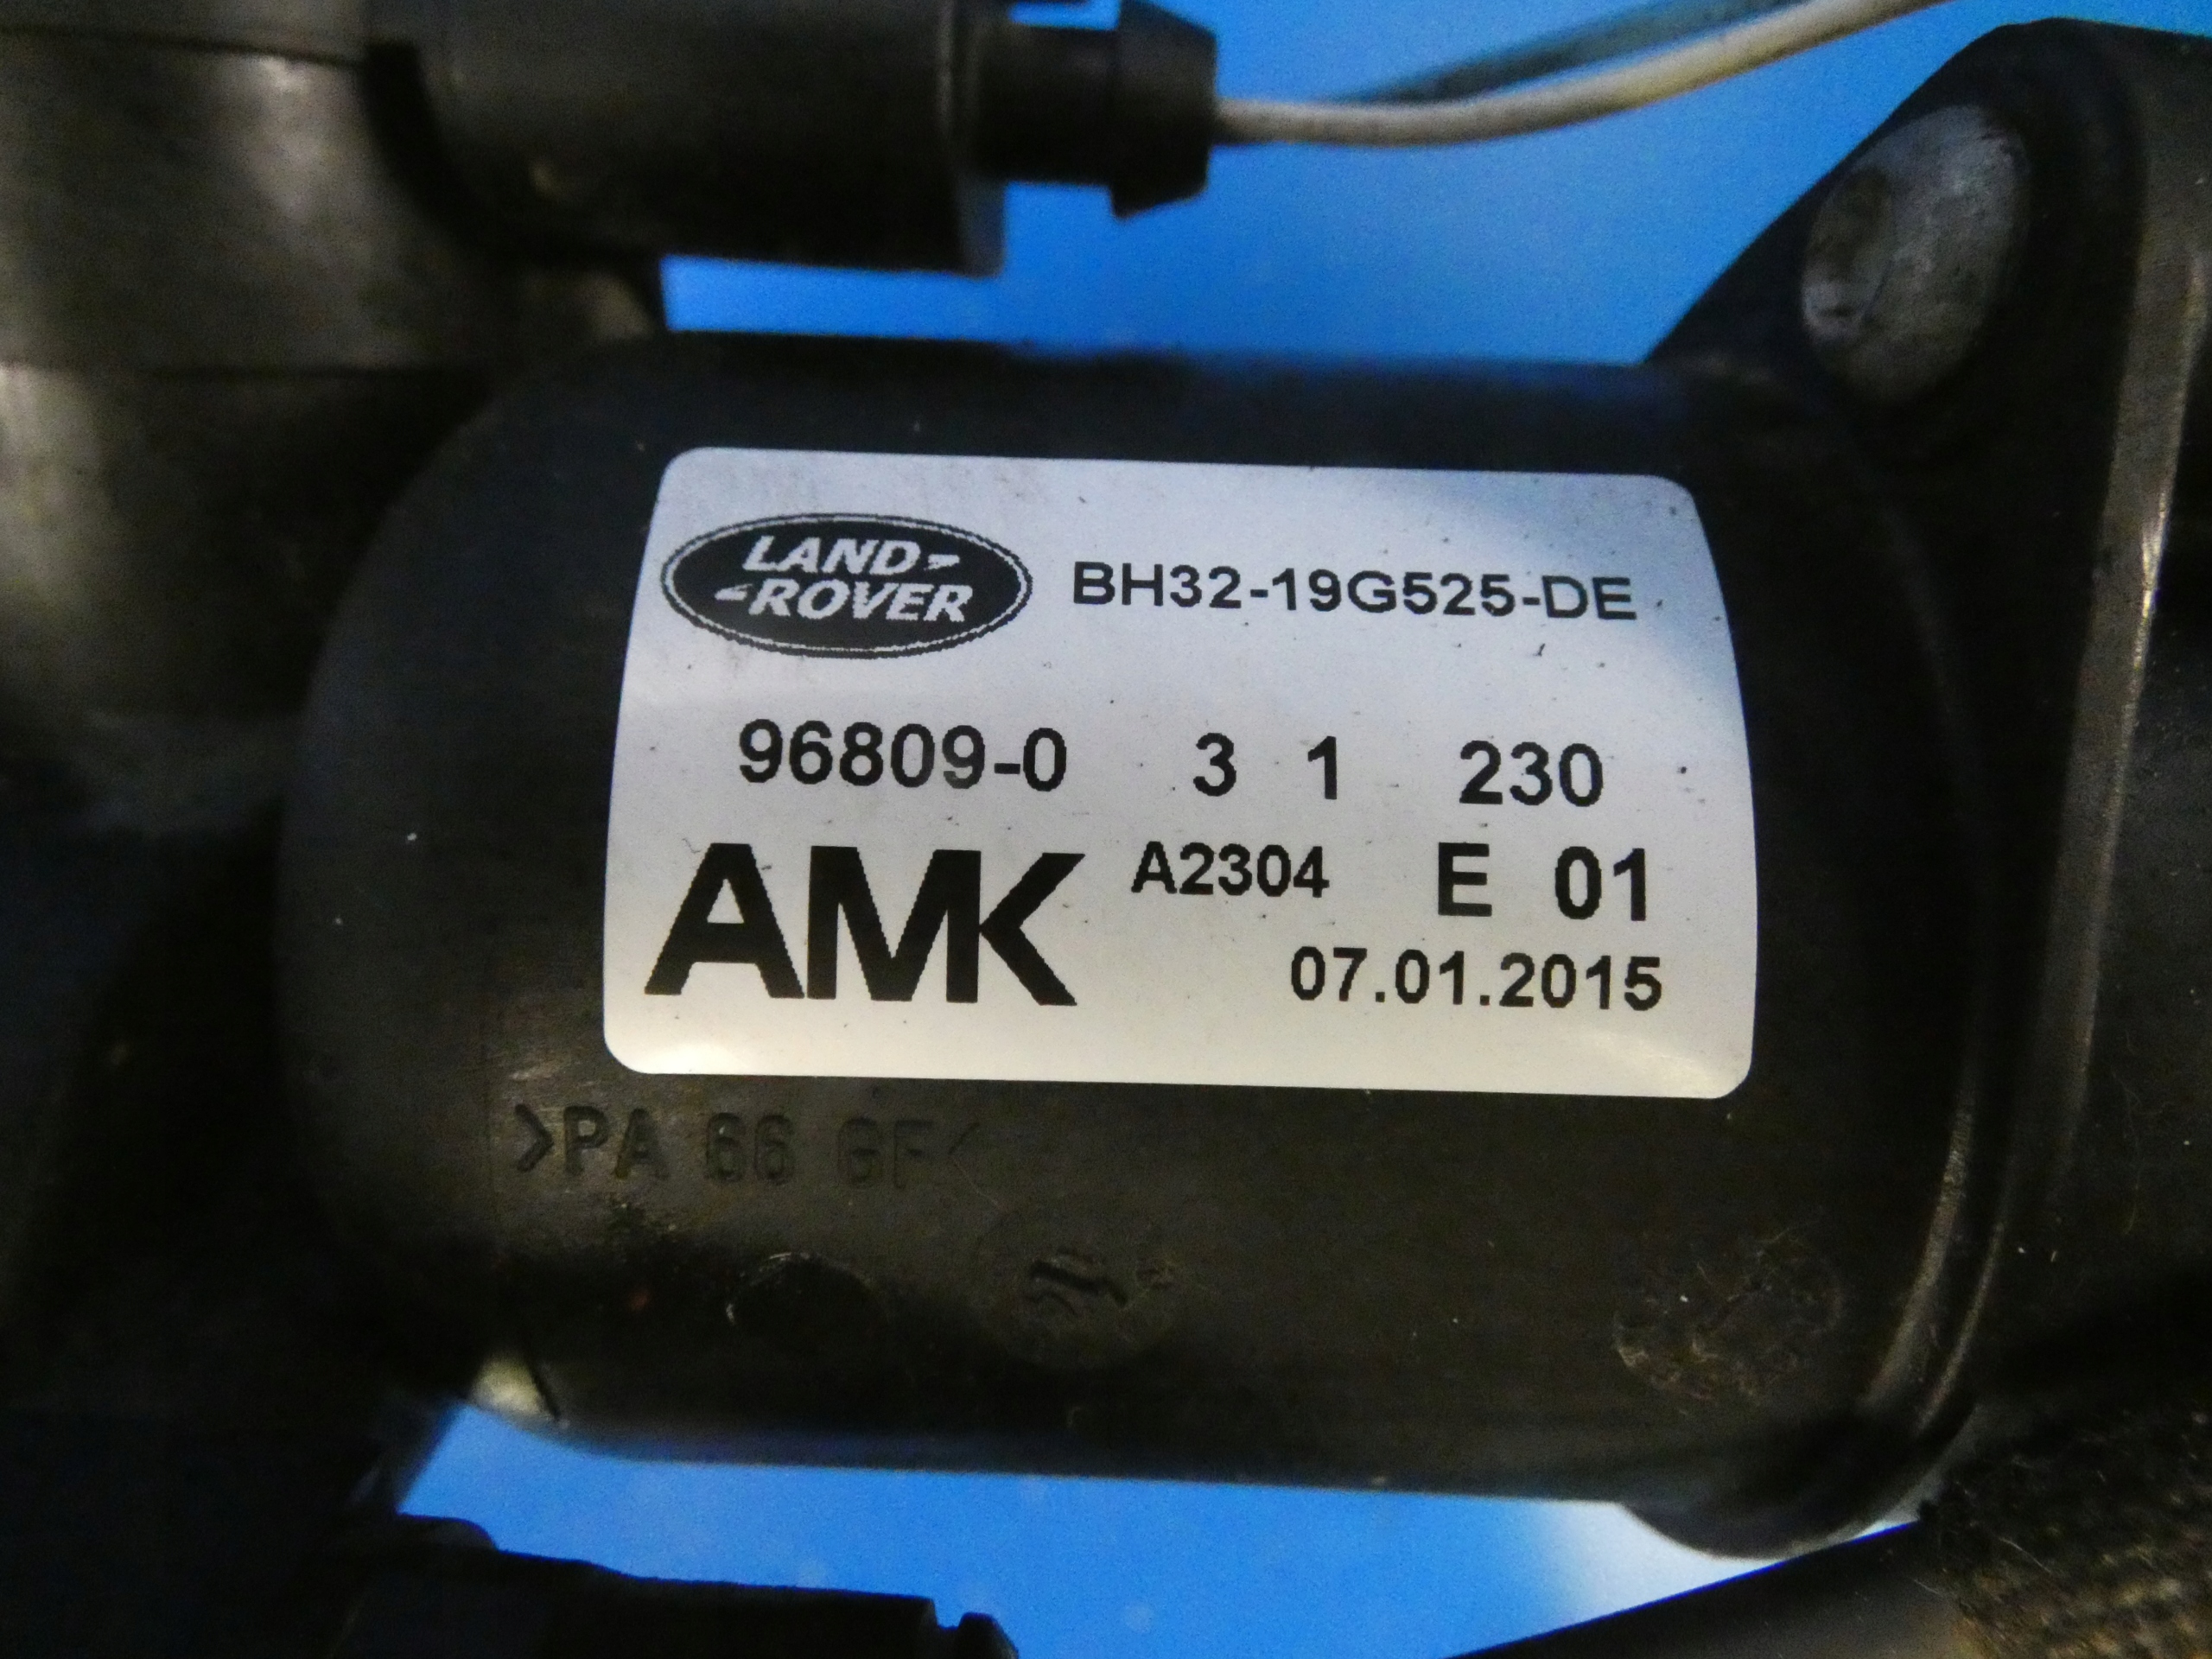 LAND
ROVER
BH32-19G525-DE
96809-0 3 1 230
AMK A2304 E 01
07.01.2015
>PA 66 GF<